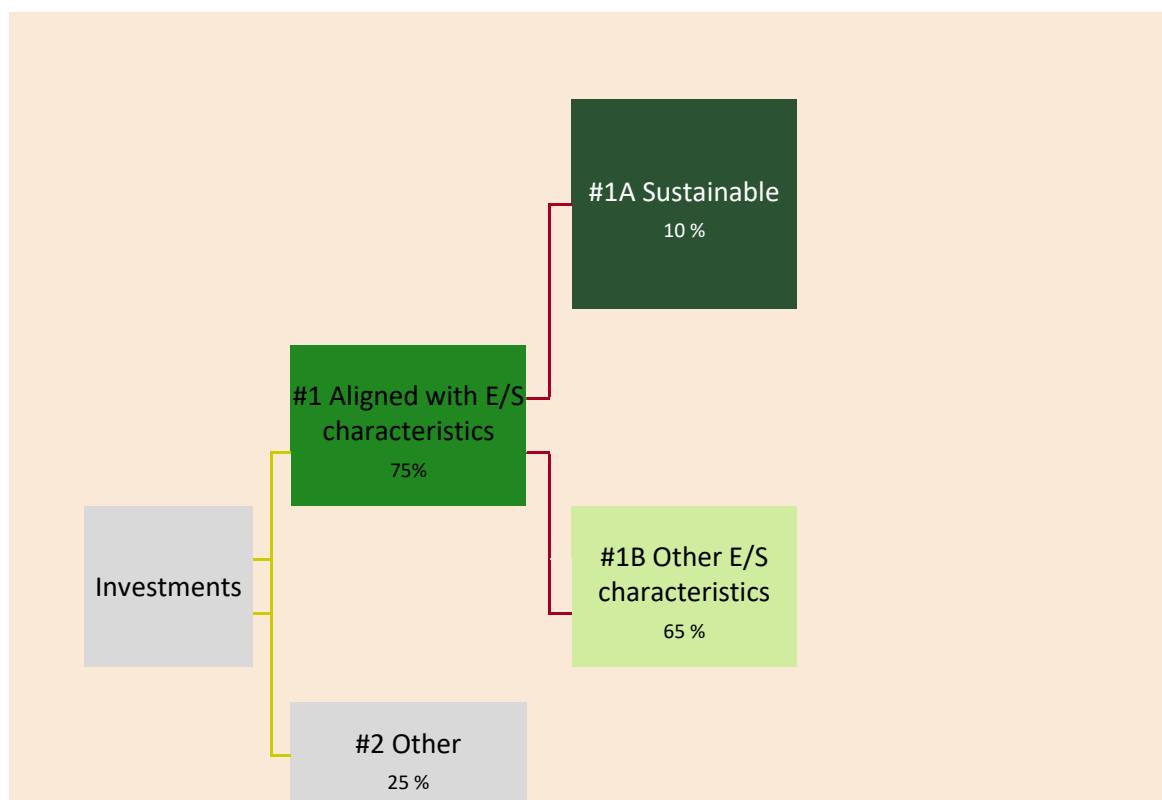 #1A Sustainable
10 %
#1 Aligned with E/S
characteristics
75%
Investments
#1B Other E/S
characteristics
65 %
#2 Other
25 %